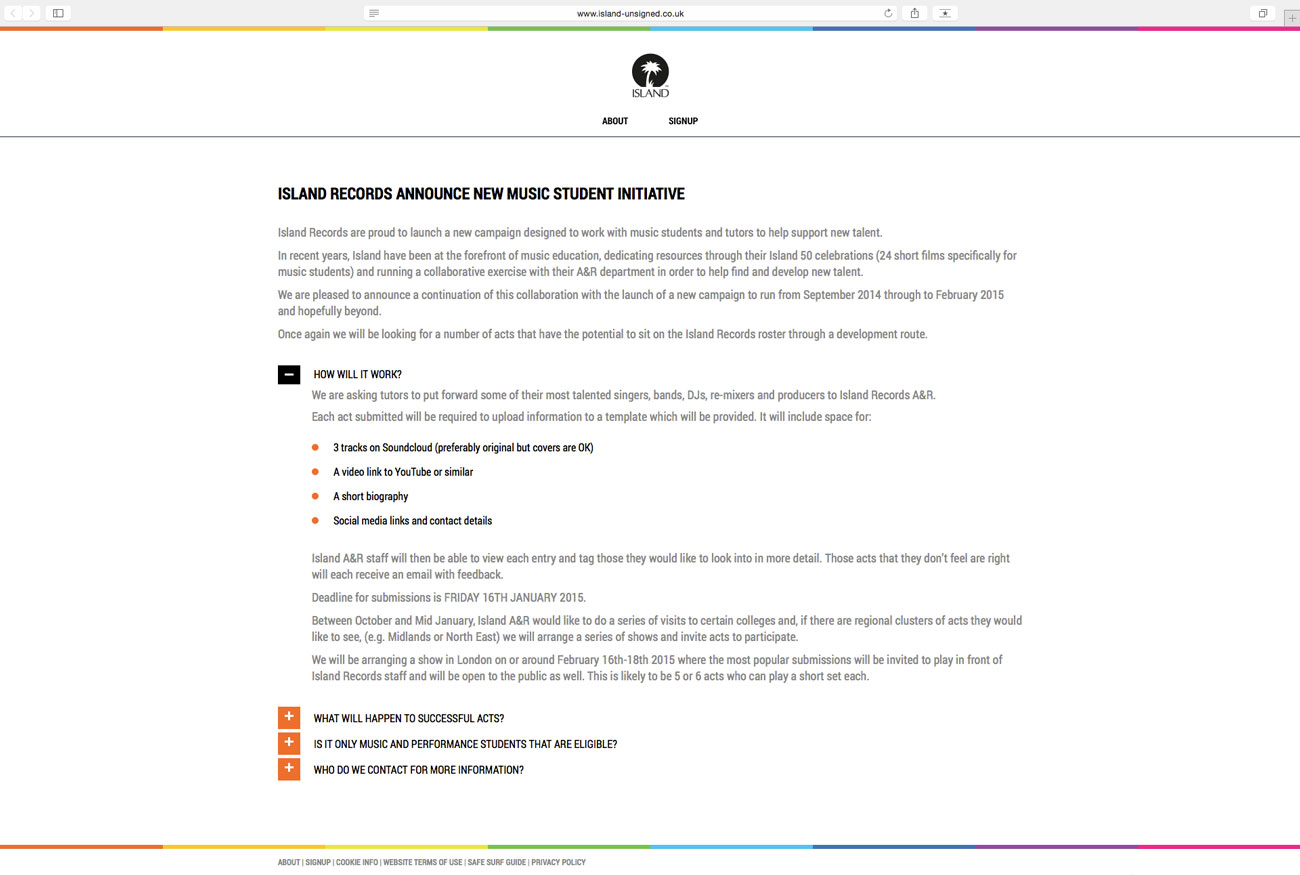 www.island-unsigned.co.uk
ISLAND
ABOUT SIGNUP
ISLAND RECORDS ANNOUNCE NEW MUSIC STUDENT INITIATIVE
Island Records are proud to launch a new campaign designed to work with music students and tutors to help support new talent.
In recent years, Island have been at the forefront of music education, dedicating resources through their Island 50 celebrations (24 short films specifically for
music students) and running a collaborative exercise with their A&R department in order to help find and develop new talent.
We are pleased to announce a continuation of this collaboration with the launch of a new campaign to run from September 2014 through to February 2015
and hopefully beyond.
Once again we will be looking for a number of acts that have the potential to sit on the Island Records roster through a development route.
HOW WILL IT WORK?
We are asking tutors to put forward some of their most talented singers, bands, DJs, re-mixers and producers to Island Records A&R.
Each act submitted will be required to upload information to a template which will be provided. It will include space for:
3 tracks on Soundcloud (preferably original but covers are OK)
A video link to YouTube or similar
A short biography
Social media links and contact details
Island A&R staff will then be able to view each entry and tag those they would like to look into in more detail. Those acts that they don't feel are right
will each receive an email with feedback.
Deadline for submissions is FRIDAY 16TH JANUARY 2015.
Between October and Mid January, Island A&R would like to do a series of visits to certain colleges and, if there are regional clusters of acts they would
like to see, (e.g. Midlands or North East) we will arrange a series of shows and invite acts to participate.
We will be arranging a show in London on or around February 16th-18th 2015 where the most popular submissions will be invited to play in front of
Island Records staff and will be open to the public as well. This is likely to be 5 or 6 acts who can play a short set each.
WHAT WILL HAPPEN TO SUCCESSFUL ACTS?
IS IT ONLY MUSIC AND PERFORMANCE STUDENTS THAT ARE ELIGIBLE?
WHO DO WE CONTACT FOR MORE INFORMATION?
ABOUT | SIGNUP | COOKIE INFO | WEBSITE TERMS OF USE | SAFE SURF GUIDE | PRIVACY POLICY